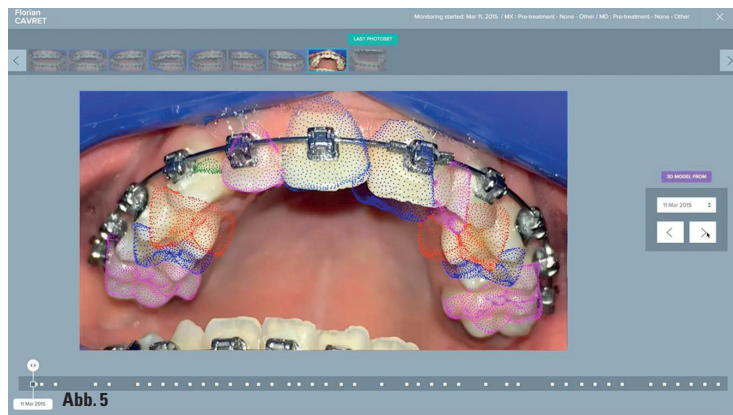 Florian
CAVRET
Monitoring started: Mar 11, 2015 / MX : Pre-treatment - None - Other / MD : Pre-treatment - None - Other
LAST PHOTOSET
3D MODEL FROM
11 Mar 2015
11 Mar 2015
Abb. 5